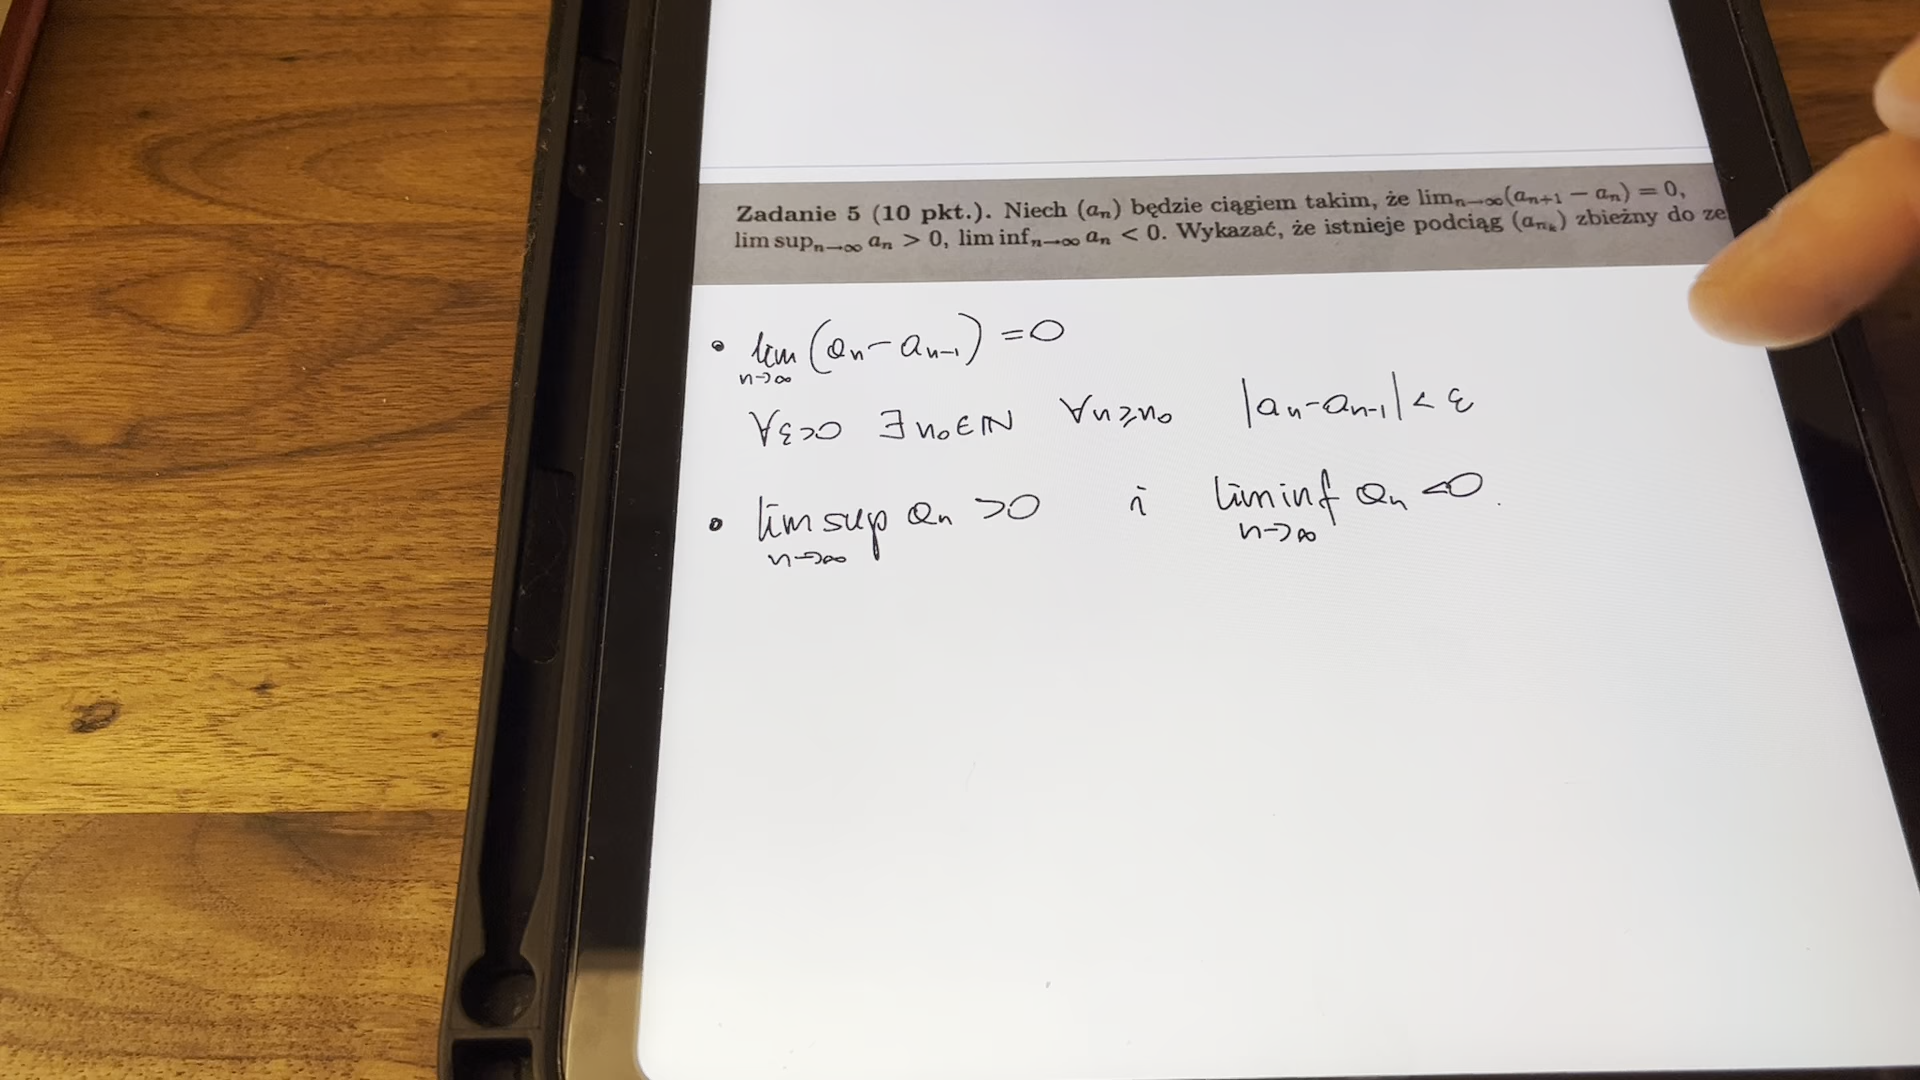 Zadanie 5 (10 pkt.). Niech (aₙ) będzie ciągiem takim, że limₙ→∞(aₙ₊₁ − aₙ) = 0,
lim supₙ→∞ aₙ > 0, lim infₙ→∞ aₙ < 0. Wykazać, że istnieje podciąg (aₙₖ) zbieżny do ze
• lim (aₙ − aₙ₋₁) = 0
n→∞
∀ε>0 ∃n₀∈ℕ ∀n≥n₀ |aₙ−aₙ₋₁| < ε
• lim sup aₙ > 0 i lim inf aₙ < 0.
n→∞ n→∞